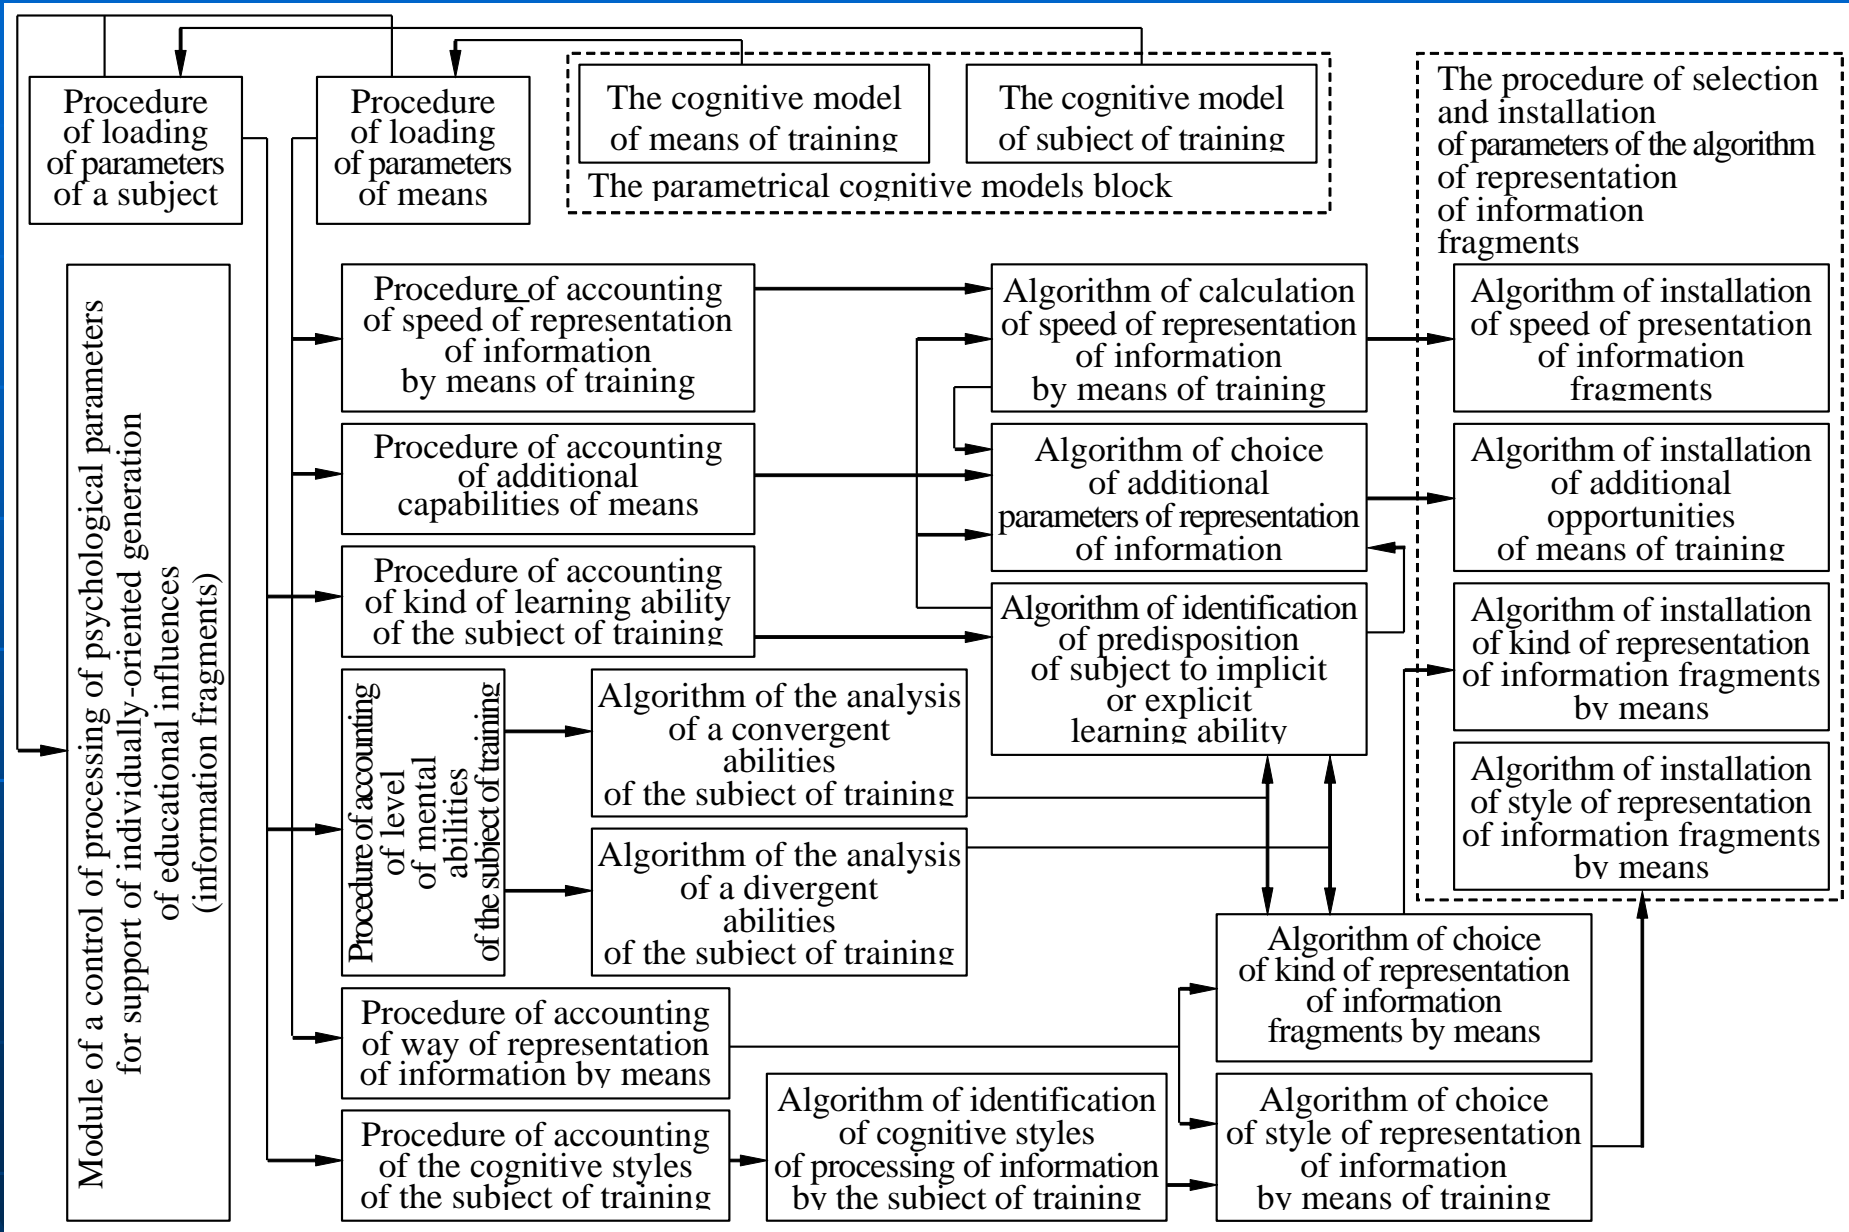 Procedure
of loading
of parameters
of a subject
Procedure
of loading
of parameters
of means
The cognitive model
of means of training
The cognitive model
of subject of training
The parametrical cognitive models block
The procedure of selection
and installation
of parameters of the algorithm
of representation
of information
fragments
Module of a control of processing of psychological parameters
for support of individually-oriented generation
of educational influences
(information fragments)
Procedure of accounting
of speed of representation
of information
by means of training
Algorithm of calculation
of speed of representation
of information
by means of training
Algorithm of installation
of speed of presentation
of information
fragments
Procedure of accounting
of additional
capabilities of means
Algorithm of choice
of additional
parameters of representation
of information
Algorithm of installation
of additional
opportunities
of means of training
Procedure of accounting
of kind of learning ability
of the subject of training
Algorithm of identification
of predisposition
of subject to implicit
or explicit
learning ability
Algorithm of installation
of kind of representation
of information fragments
by means
Procedure of accounting
of level
of mental
abilities
of the subject of training
Algorithm of the analysis
of a convergent
abilities
of the subject of training
Algorithm of installation
of style of representation
of information fragments
by means
Algorithm of the analysis
of a divergent
abilities
of the subject of training
Algorithm of choice
of kind of representation
of information
fragments by means
Procedure of accounting
of way of representation
of information by means
Procedure of accounting
of the cognitive styles
of the subject of training
Algorithm of identification
of cognitive styles
of processing of information
by the subject of training
Algorithm of choice
of style of representation
of information
by means of training